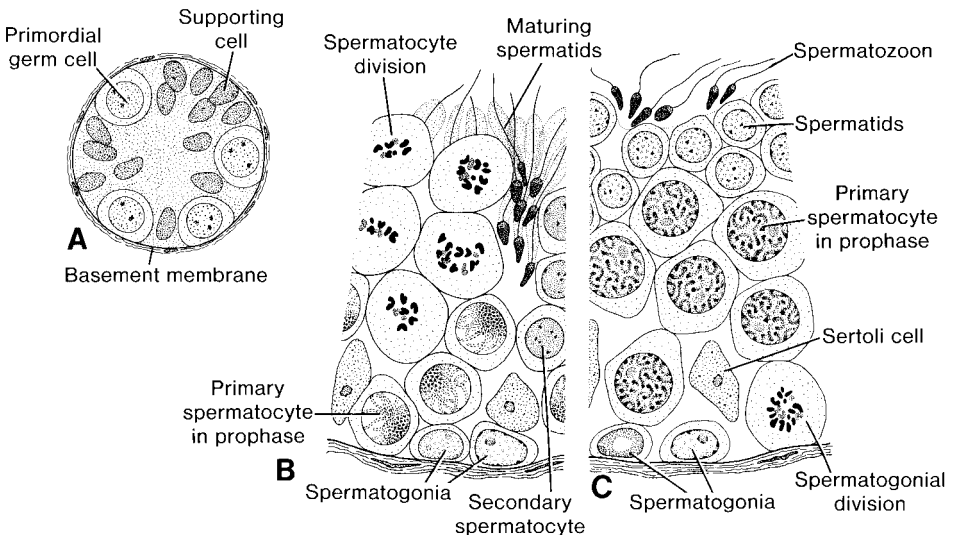 Primordial
germ cell
Supporting
cell
A
Basement membrane
Spermatocyte
division
Maturing
spermatids
Primary
spermatocyte
in prophase
B
Spermatogonia
Secondary
spermatocyte
Spermatozoon
Spermatids
Primary
spermatocyte
in prophase
Sertoli cell
C
Spermatogonia
Spermatogonial
division